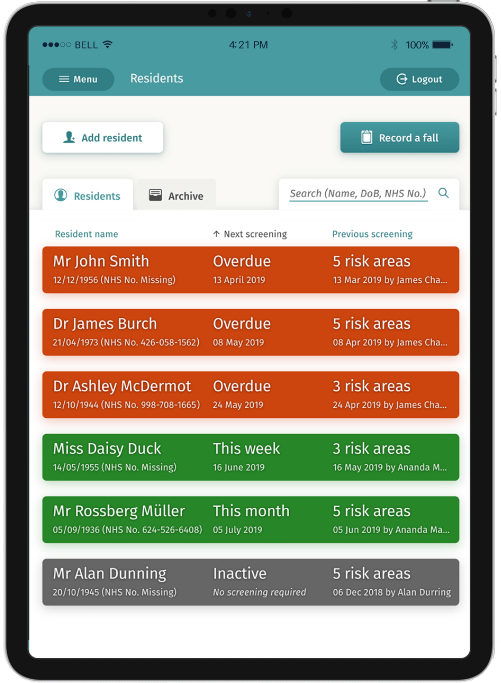 BELL 4:21 PM 100%
Menu Residents Logout
Add resident Record a fall
Residents Archive Search (Name, DoB, NHS No.)
Resident name ↑ Next screening Previous screening
Mr John Smith Overdue 5 risk areas
12/12/1956 (NHS No. Missing) 13 April 2019 13 Mar 2019 by James Cha...
Dr James Burch Overdue 5 risk areas
21/04/1973 (NHS No. 426-058-1562) 08 May 2019 08 Apr 2019 by James Cha...
Dr Ashley McDermot Overdue 3 risk areas
12/10/1944 (NHS No. 998-708-1665) 24 May 2019 24 Apr 2019 by James Cha...
Miss Daisy Duck This week 3 risk areas
14/05/1955 (NHS No. Missing) 16 June 2019 16 May 2019 by Ananda M...
Mr Rossberg Müller This month 5 risk areas
05/09/1936 (NHS No. 624-526-6408) 05 July 2019 05 Jun 2019 by Ananda Ma...
Mr Alan Dunning Inactive 5 risk areas
20/10/1945 (NHS No. Missing) No screening required 06 Dec 2018 by Alan Durring